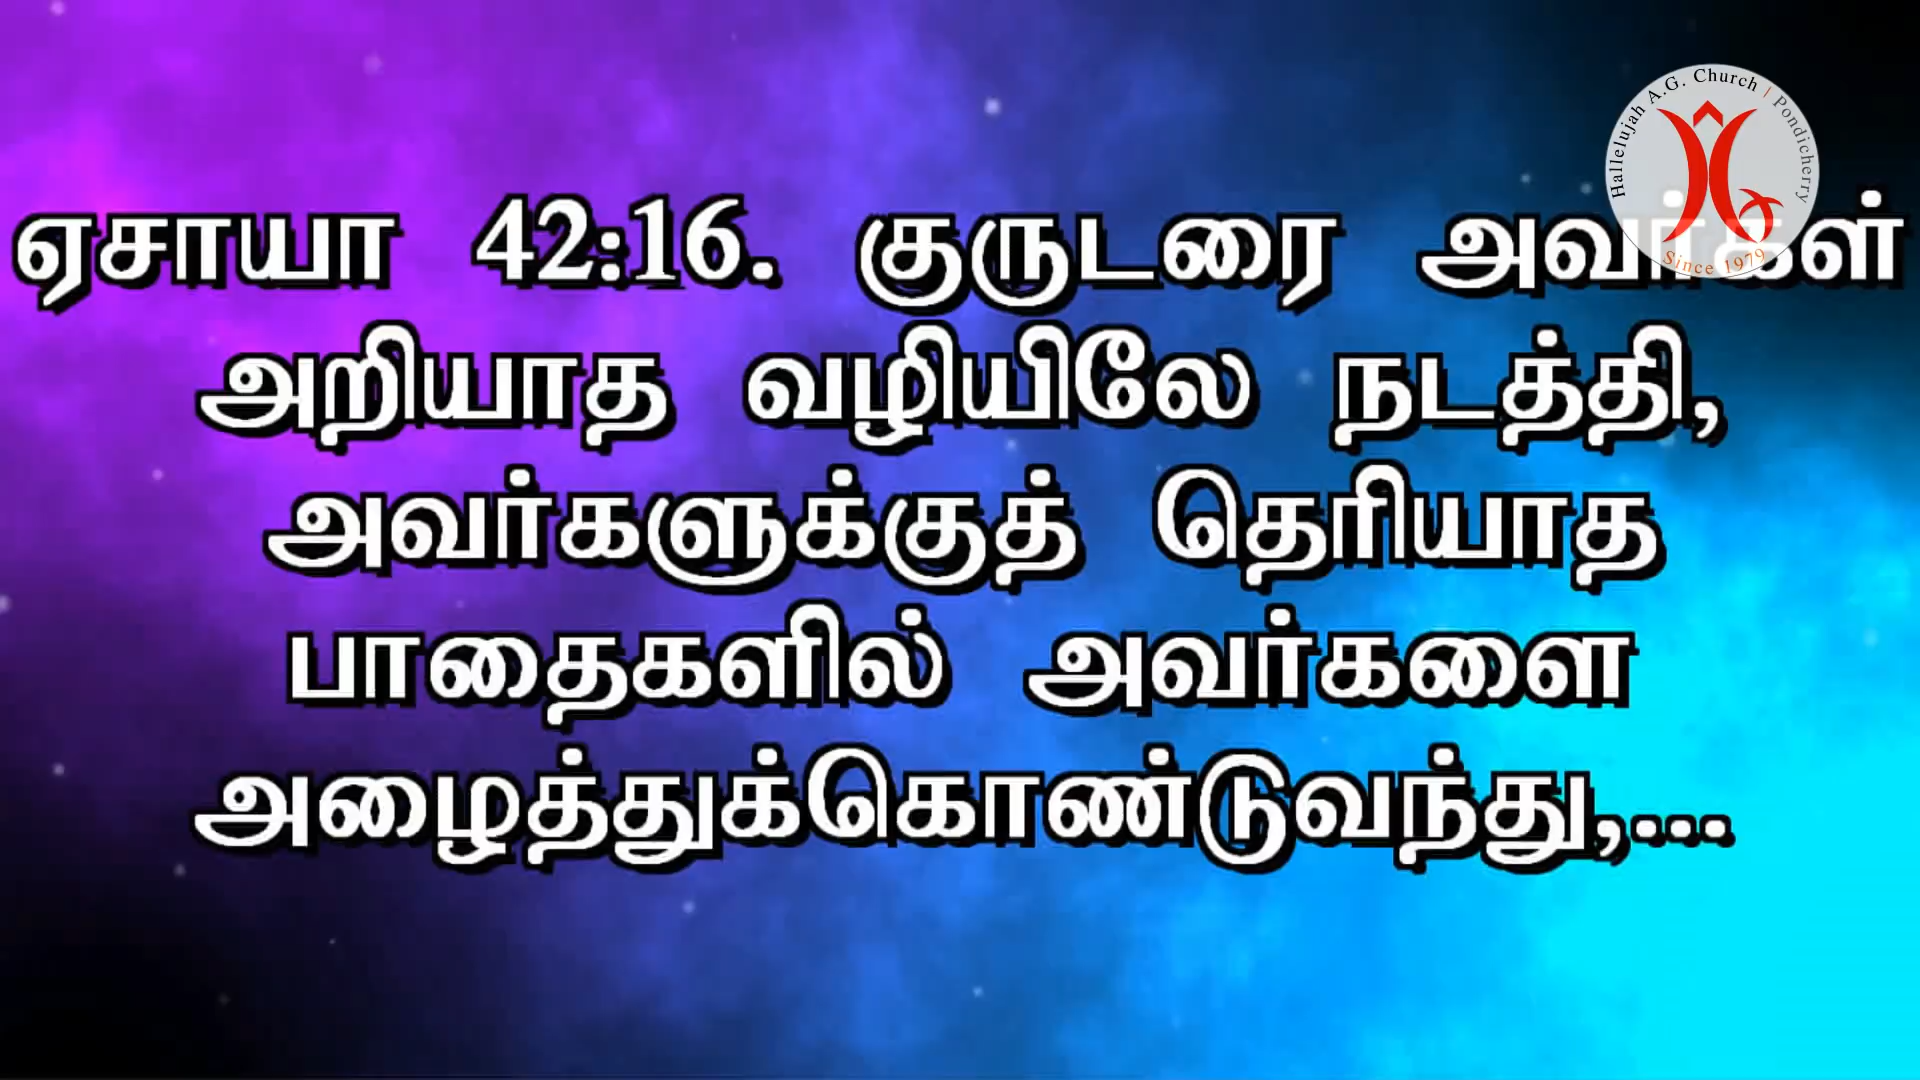 Hallelujah A.G. Church | Pondicherry
Since 1979
ஏசாயா 42:16. குருடரை அவர்கள்
அறியாத வழியிலே நடத்தி,
அவர்களுக்குத் தெரியாத
பாதைகளில் அவர்களை
அழைத்துக்கொண்டுவந்து,...